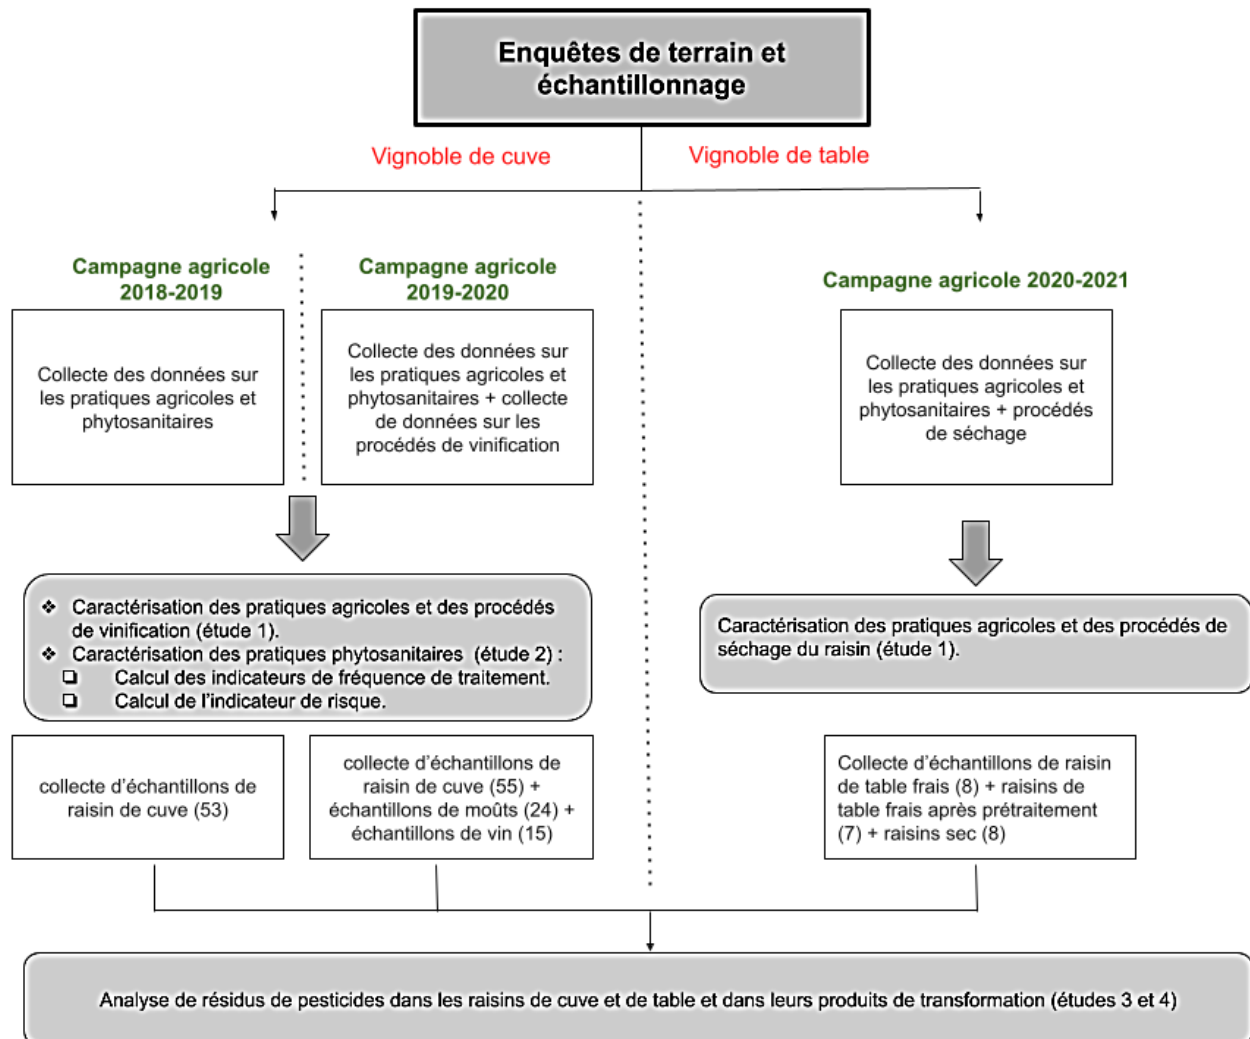 Enquêtes de terrain et
échantillonnage
Vignoble de cuve
Vignoble de table
Campagne agricole
2018-2019
Campagne agricole
2019-2020
Campagne agricole 2020-2021
Collecte des données sur
les pratiques agricoles et
phytosanitaires
Collecte des données sur
les pratiques agricoles et
phytosanitaires + collecte
de données sur les
procédés de vinification
Collecte des données sur
les pratiques agricoles et
phytosanitaires + procédés
de séchage
❖ Caractérisation des pratiques agricoles et des procédés
de vinification (étude 1).
❖ Caractérisation des pratiques phytosanitaires (étude 2) :
❑ Calcul des indicateurs de fréquence de traitement.
❑ Calcul de l'indicateur de risque.
Caractérisation des pratiques agricoles et des procédés de
séchage du raisin (étude 1).
collecte d'échantillons de
raisin de cuve (53)
collecte d'échantillons de
raisin de cuve (55) +
échantillons de moûts (24) +
échantillons de vin (15)
Collecte d'échantillons de raisin
de table frais (8) + raisins de
table frais après prétraitement
(7) + raisins sec (8)
Analyse de résidus de pesticides dans les raisins de cuve et de table et dans leurs produits de transformation (études 3 et 4)